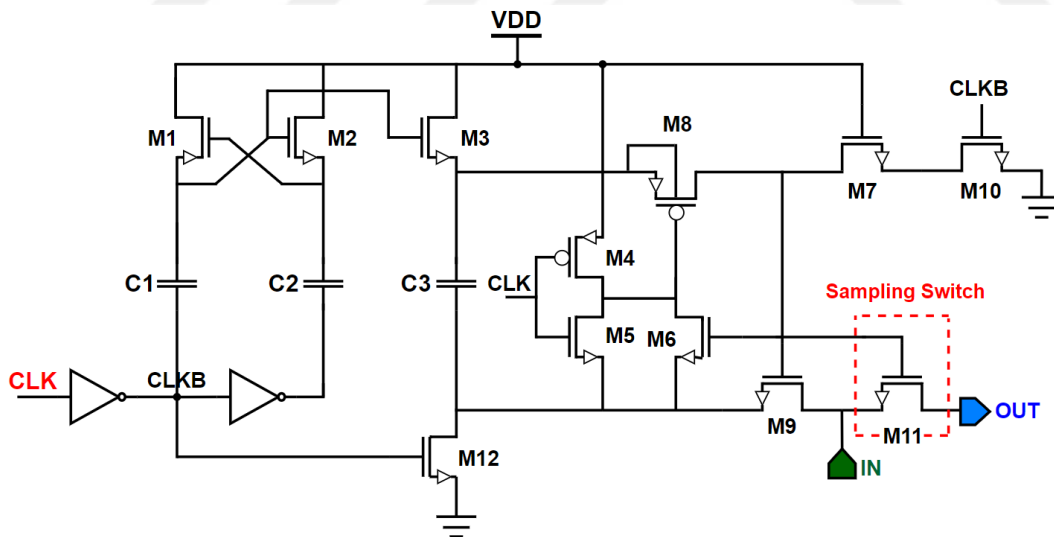 VDD
CLKB
M1
M2
M3
M8
M7
M10
M4
C1
C2
C3
CLK
Sampling Switch
M5
M6
CLK
CLKB
M9
M11
OUT
M12
IN